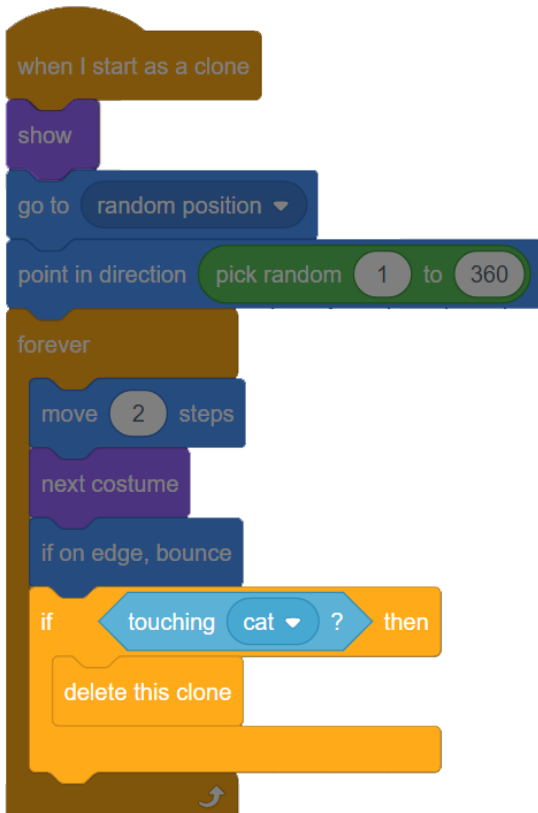 when I start as a clone
show
go to random position
point in direction pick random 1 to 360
forever
move 2 steps
next costume
if on edge, bounce
if touching cat ? then
delete this clone